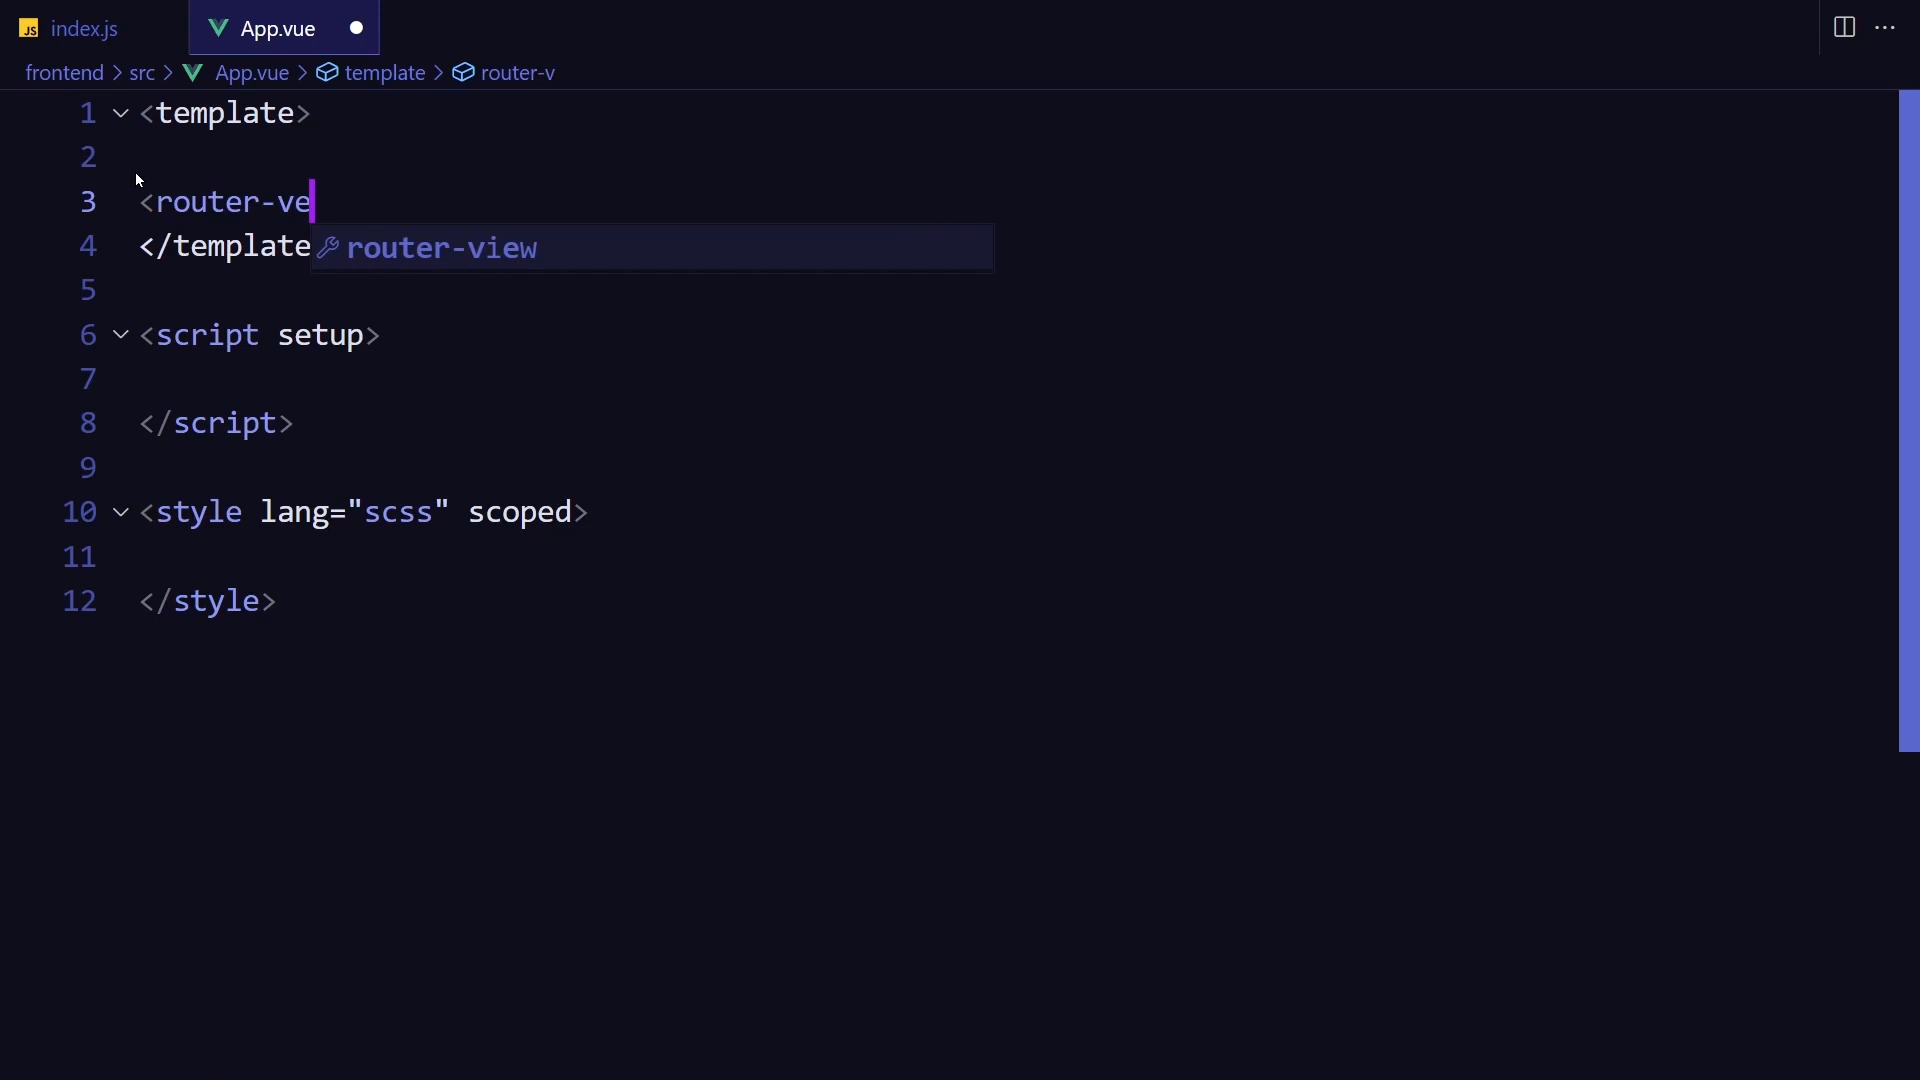 JS index.js
App.vue
frontend > src > App.vue > template > router-v
1 <template>
2
3 <router-ve
4 </template
router-view
5
6 <script setup>
7
8 </script>
9
10 <style lang="scss" scoped>
11
12 </style>